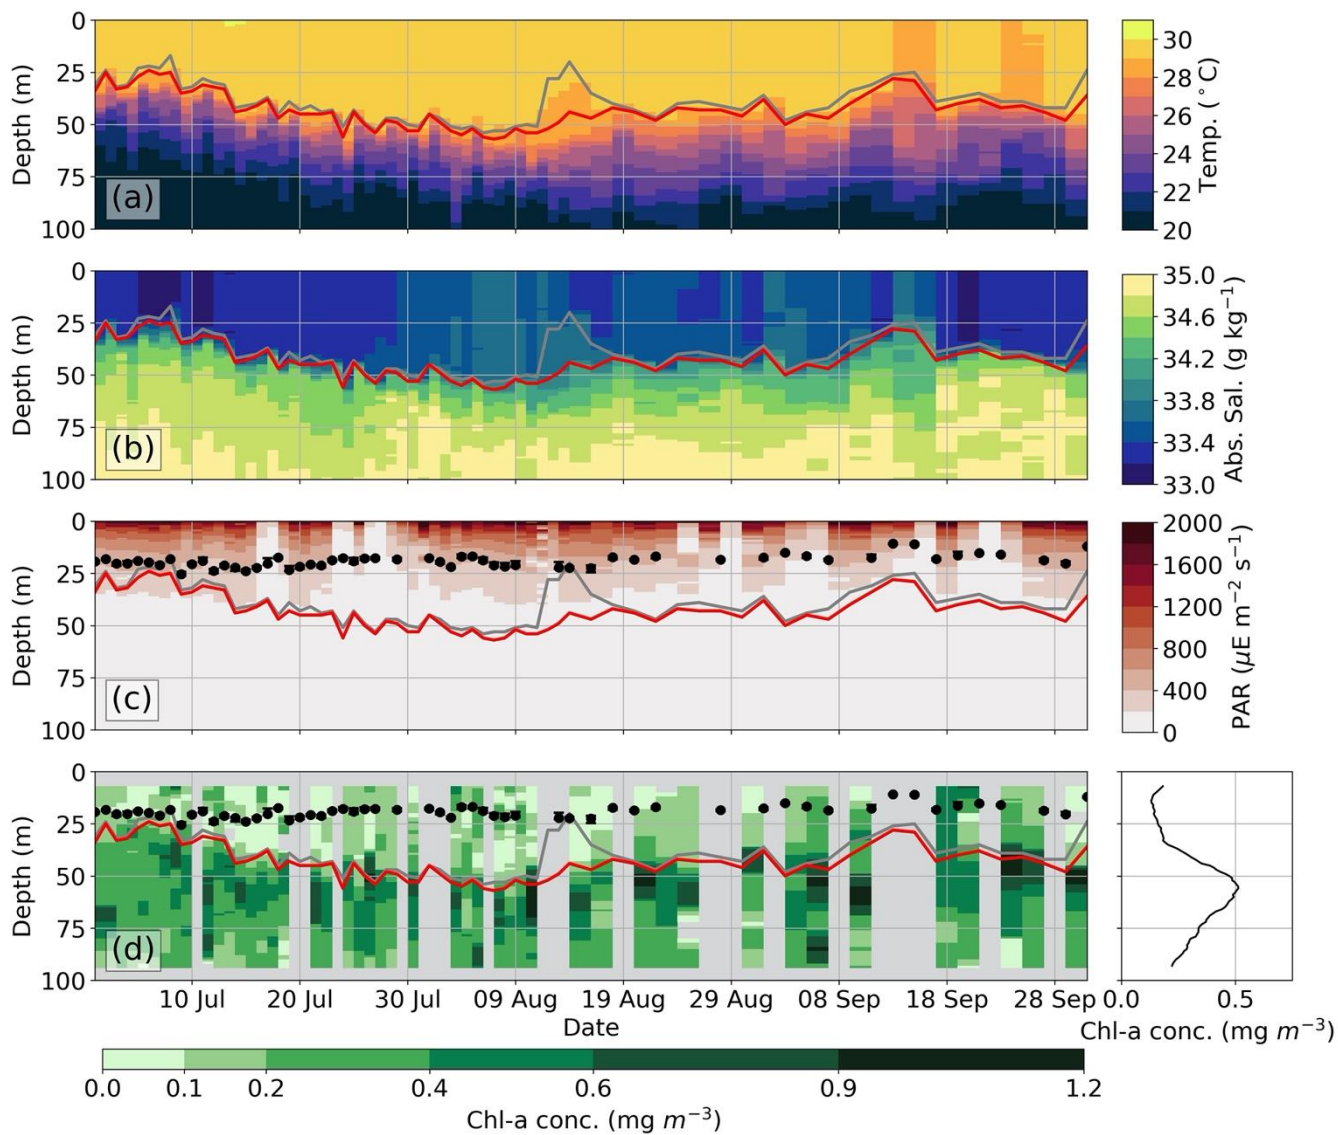 0
25
50
75
100
Depth (m)
(a)
30
28
26
24
22
20
Temp. (°C)
0
25
50
75
100
Depth (m)
(b)
35.0
34.6
34.2
33.8
33.4
33.0
Abs. Sal. (g kg⁻¹)
0
25
50
75
100
Depth (m)
(c)
2000
1600
1200
800
400
0
PAR (μE m⁻² s⁻¹)
0
25
50
75
100
Depth (m)
(d)
10 Jul 20 Jul 30 Jul 09 Aug 19 Aug 29 Aug 08 Sep 18 Sep 28 Sep
Date
0.0 0.5
Chl-a conc. (mg m⁻³)
0.0 0.1 0.2 0.4 0.6 0.9 1.2
Chl-a conc. (mg m⁻³)